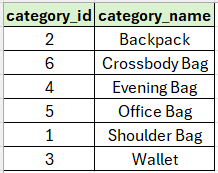 category_id category_name
2 Backpack
6 Crossbody Bag
4 Evening Bag
5 Office Bag
1 Shoulder Bag
3 Wallet